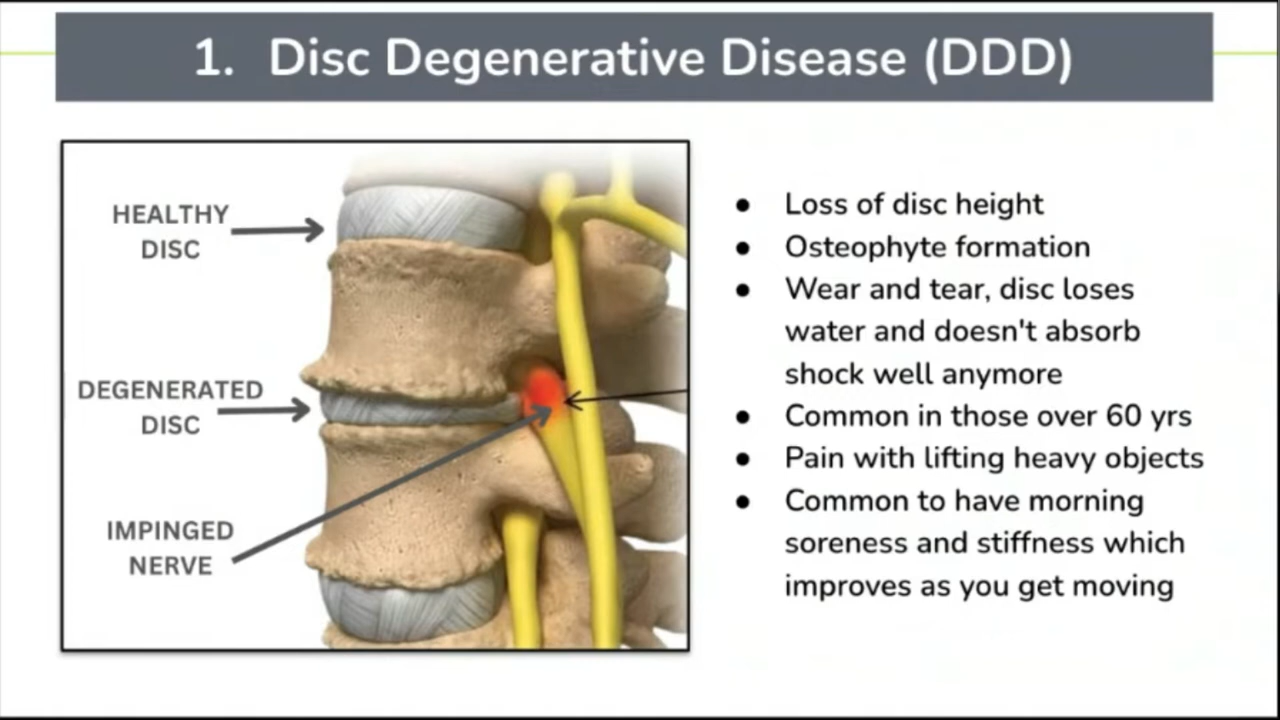 1. Disc Degenerative Disease (DDD)
HEALTHY
DISC
DEGENERATED
DISC
IMPINGED
NERVE
● Loss of disc height
● Osteophyte formation
● Wear and tear, disc loses
water and doesn't absorb
shock well anymore
● Common in those over 60 yrs
● Pain with lifting heavy objects
● Common to have morning
soreness and stiffness which
improves as you get moving